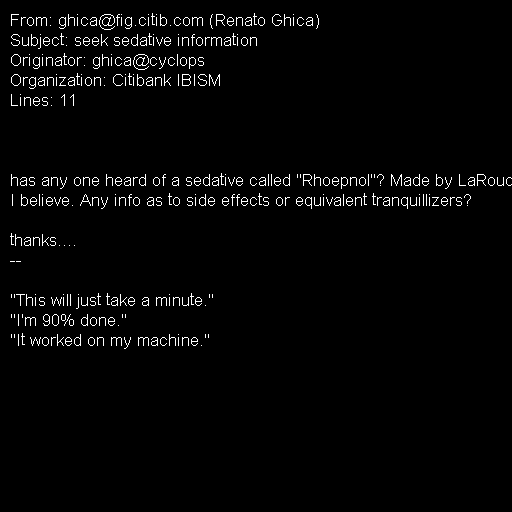 From: ghica@fig.citib.com (Renato Ghica)
Subject: seek sedative information
Originator: ghica@cyclops
Organization: Citibank IBISM
Lines: 11
has any one heard of a sedative called "Rhoepnol"? Made by LaRouc
I believe. Any info as to side effects or equivalent tranquillizers?
thanks....
--
"This will just take a minute."
"I'm 90% done."
"It worked on my machine."